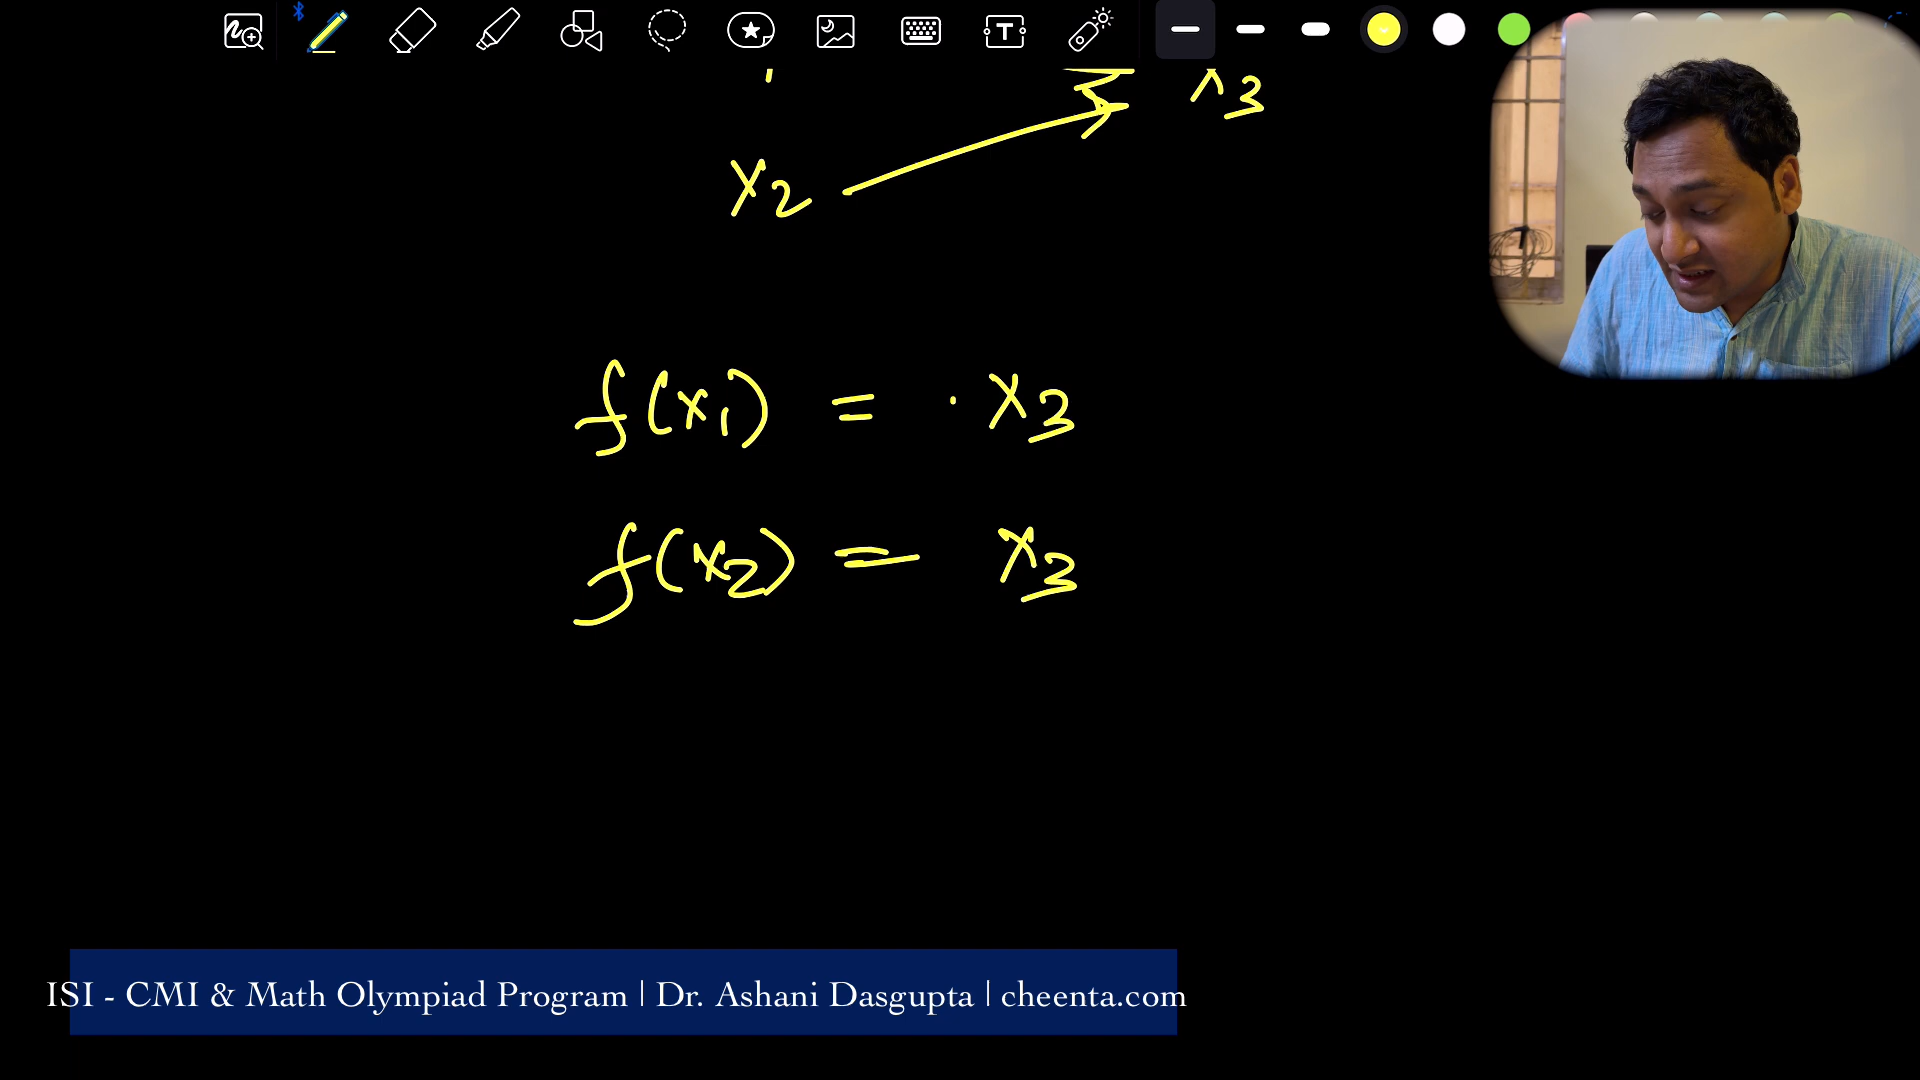 x3
x2
f(x1) = . x3
f(x2) = x3
ISI - CMI & Math Olympiad Program | Dr. Ashani Dasgupta | cheenta.com